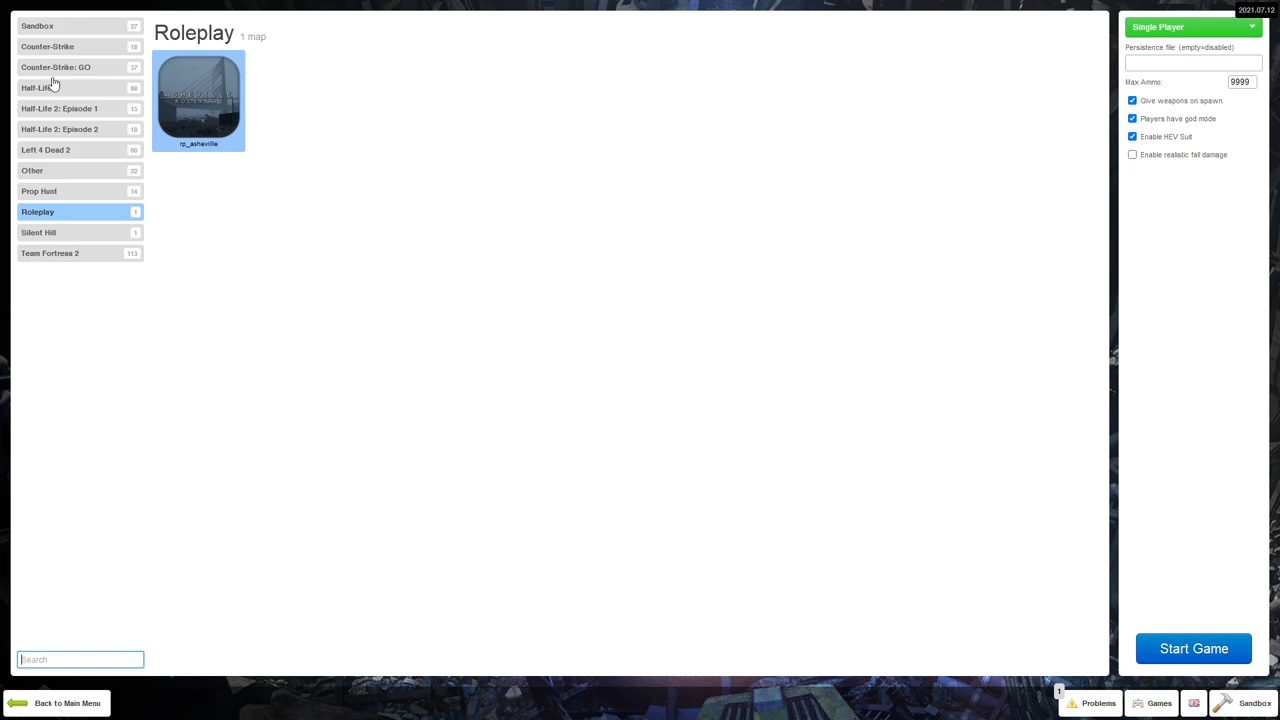 2021.07.12
Sandbox 27
Counter-Strike 18
Counter-Strike: GO 37
Half-Life 68
Half-Life 2: Episode 1 15
Half-Life 2: Episode 2 18
Left 4 Dead 2 60
Other 22
Prop Hunt 14
Roleplay 1
Silent Hill 1
Team Fortress 2 113
Search
Roleplay 1 map
ASHEVILLE
rp_asheville
Single Player
Persistence file: (empty=disabled)
Max Ammo: 9999
Give weapons on spawn
Players have god mode
Enable HEV Suit
Enable realistic fall damage
Start Game
Back to Main Menu
1
Problems
Games
Sandbox